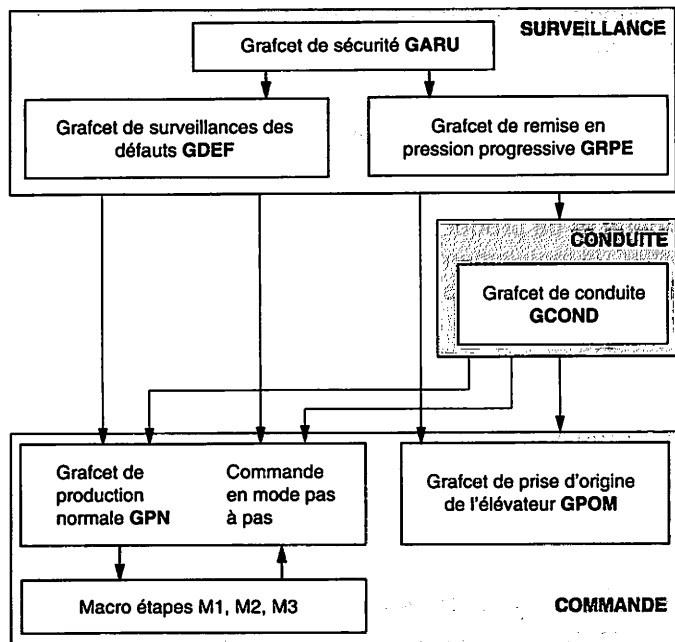 SURVEILLANCE
Grafcet de sécurité GARU
Grafcet de surveillances des
défauts GDEF
Grafcet de remise en
pression progressive GRPE
CONDUITE
Grafcet de conduite
GCOND
Grafcet de
production
normale GPN
Commande
en mode pas
à pas
Grafcet de prise d'origine
de l'élévateur GPOM
Macro étapes M1, M2, M3
COMMANDE